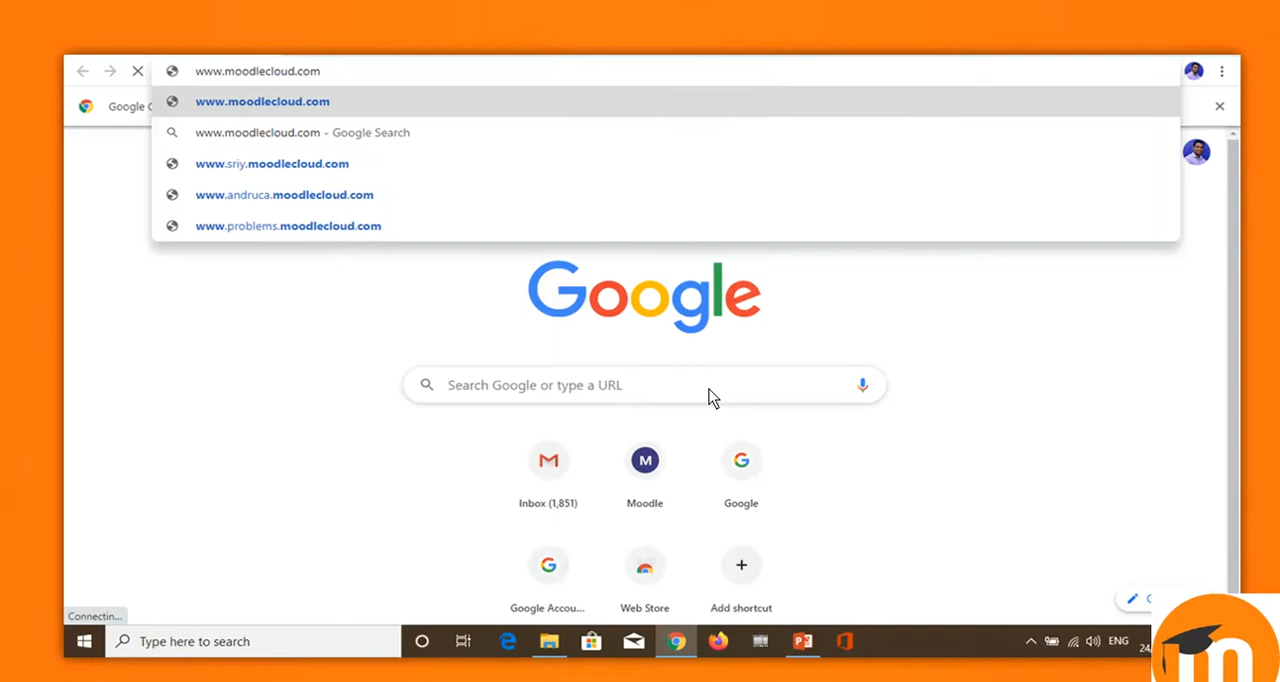 www.moodlecloud.com
www.moodlecloud.com
Google C
www.moodlecloud.com - Google Search
www.sriy.moodlecloud.com
www.andruca.moodlecloud.com
www.problems.moodlecloud.com
Google
Search Google or type a URL
M
Inbox (1,851)
Moodle
Google
Google Accou...
Web Store
Add shortcut
Connectin...
Type here to search
ENG
24
m